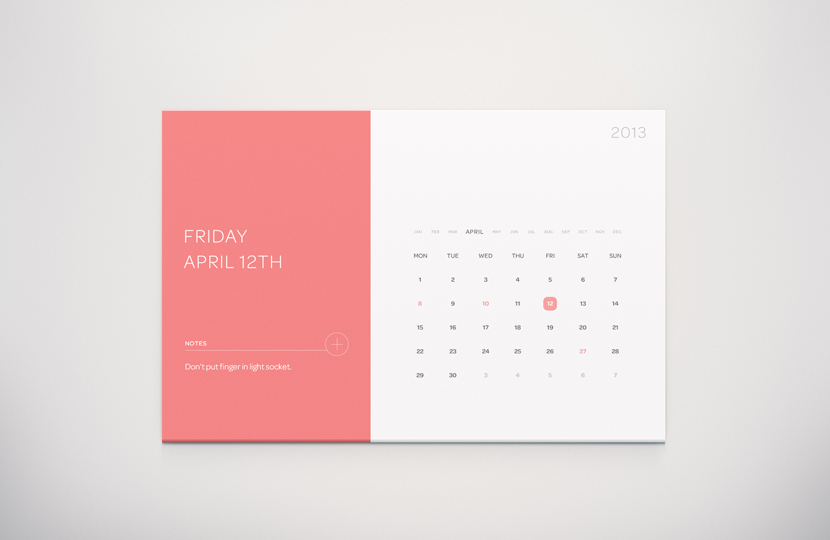 FRIDAY
APRIL 12TH
NOTES
Don't put finger in light socket.
2013
JAN FEB MAR APRIL MAY JUN JUL AUG SEP OCT NOV DEC
MON TUE WED THU FRI SAT SUN
1 2 3 4 5 6 7
8 9 10 11 12 13 14
15 16 17 18 19 20 21
22 23 24 25 26 27 28
29 30 3 4 5 6 7